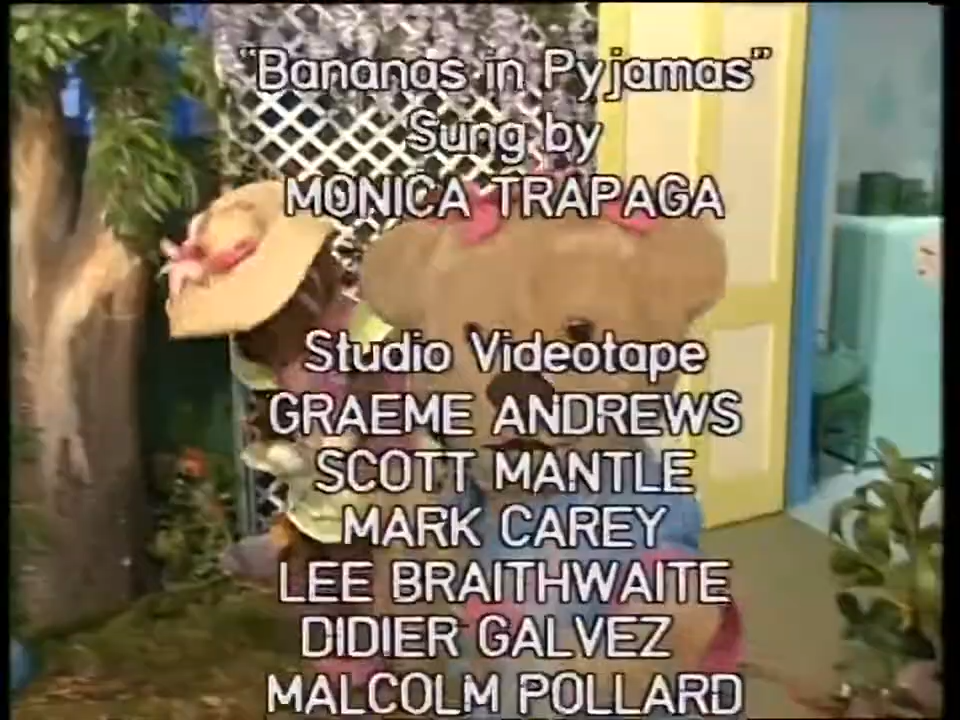 "Bananas in Pyjamas"
Sung by
MONICA TRAPAGA
Studio Videotape
GRAEME ANDREWS
SCOTT MANTLE
MARK CAREY
LEE BRAITHWAITE
DIDIER GALVEZ
MALCOLM POLLARD